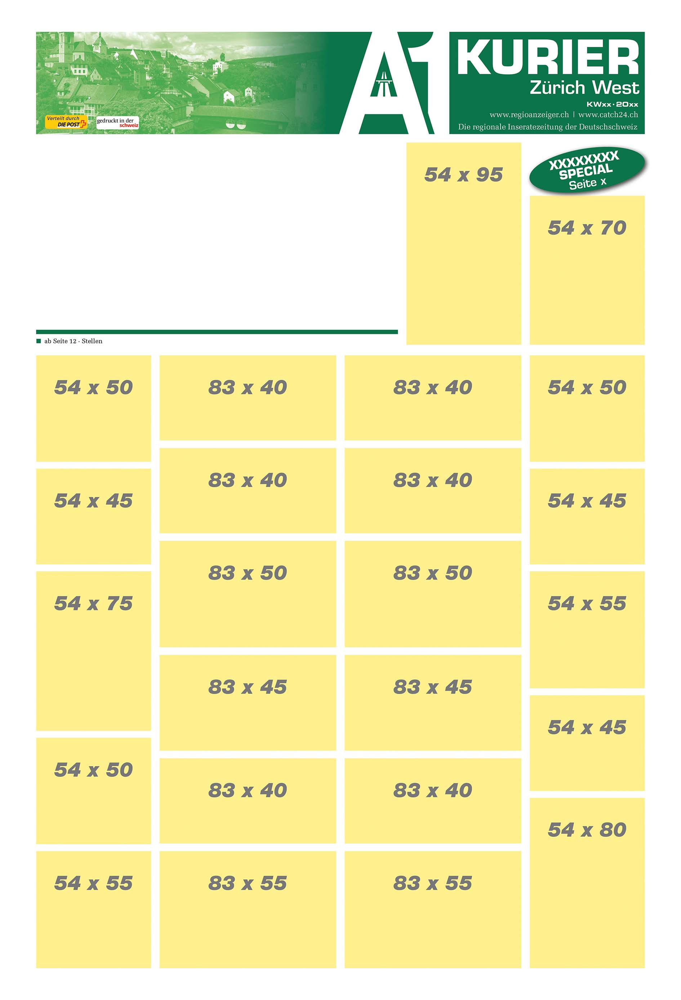 A1
KURIER
Zürich West
KWxx·20xx
www.regioanzeiger.ch | www.catch24.ch
Die regionale Inseratezeitung der Deutschschweiz
Verteilt durch
DIE POST
gedruckt in der
schweiz
54 x 95
XXXXXXXX
SPECIAL
Seite x
54 x 70
■ ab Seite 12 · Stellen
54 x 50
83 x 40
83 x 40
54 x 50
83 x 40
83 x 40
54 x 45
54 x 45
83 x 50
83 x 50
54 x 75
54 x 55
83 x 45
83 x 45
54 x 45
54 x 50
83 x 40
83 x 40
54 x 80
54 x 55
83 x 55
83 x 55